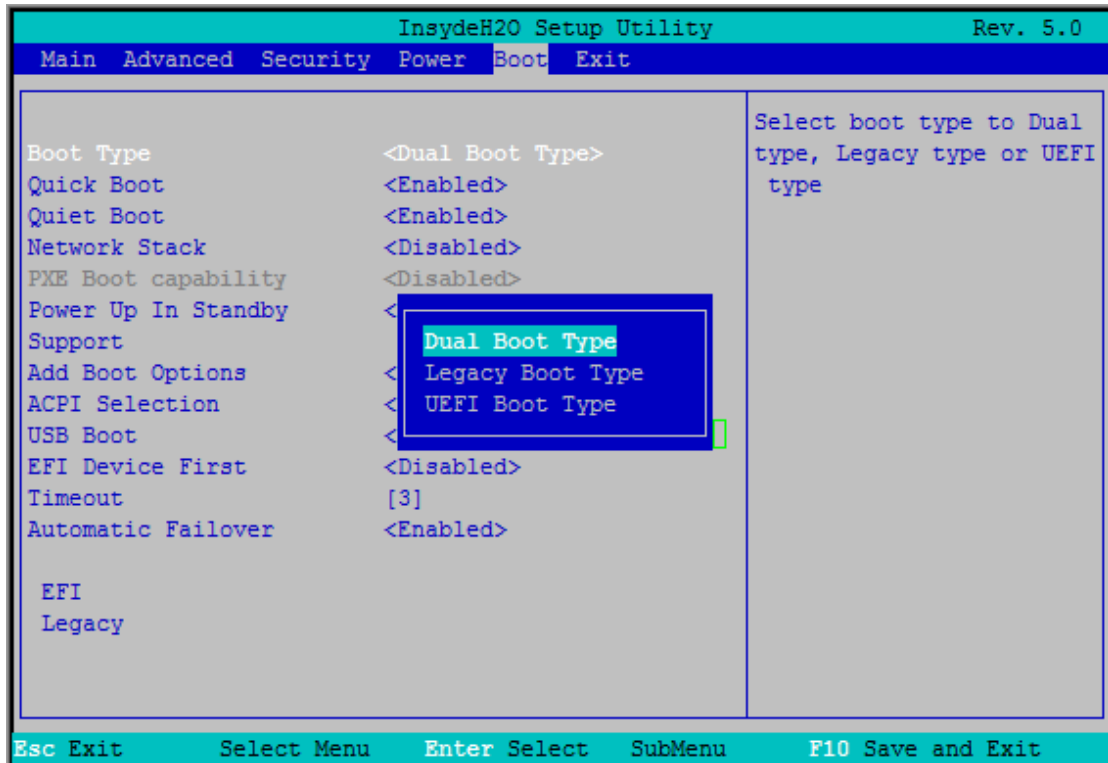 InsydeH2O Setup Utility Rev. 5.0
Main Advanced Security Power Boot Exit
Boot Type <Dual Boot Type>
Quick Boot <Enabled>
Quiet Boot <Enabled>
Network Stack <Disabled>
PXE Boot capability <Disabled>
Power Up In Standby <
Support
Add Boot Options <
ACPI Selection <
USB Boot <
EFI Device First <Disabled>
Timeout [3]
Automatic Failover <Enabled>
EFI
Legacy
Dual Boot Type
Legacy Boot Type
UEFI Boot Type
Select boot type to Dual
type, Legacy type or UEFI
type
Esc Exit Select Menu Enter Select SubMenu F10 Save and Exit